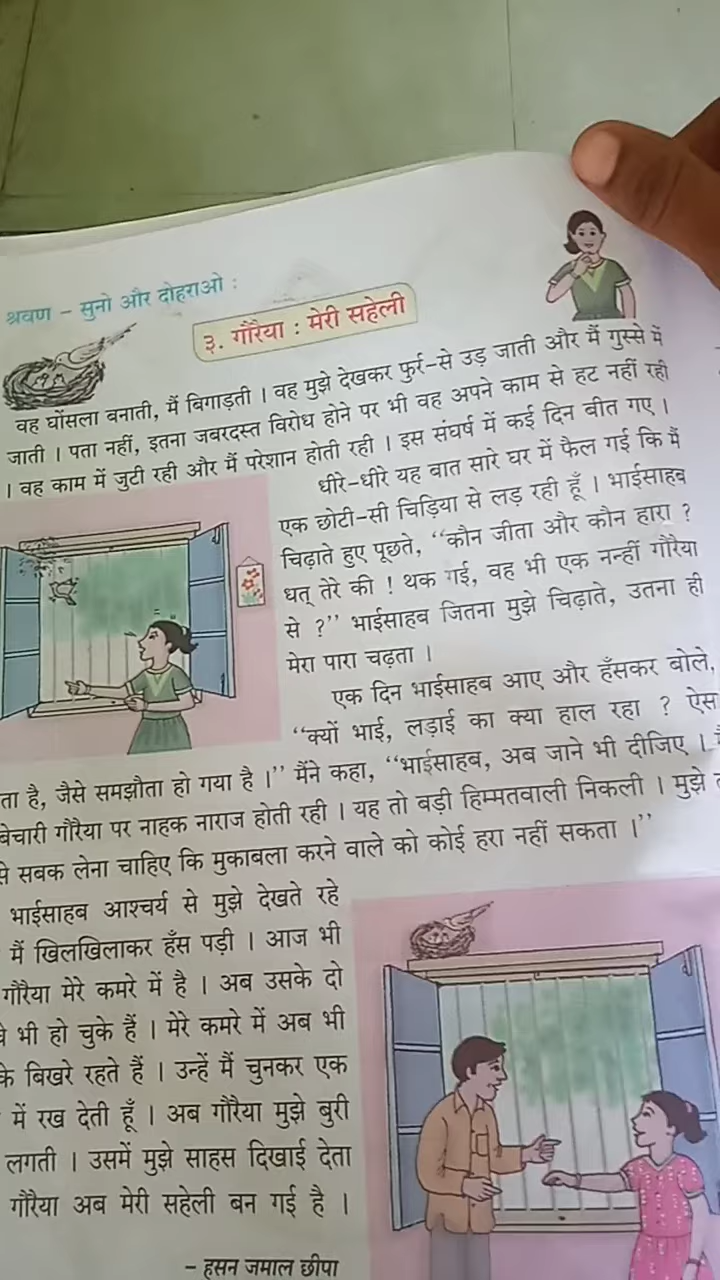 श्रवण - सुनो और दोहराओ :
३. गौरैया : मेरी सहेली
वह घोंसला बनाती, मैं बिगाड़ती । वह मुझे देखकर फुर्र-से उड़ जाती और मैं गुस्से में
जाती । पता नहीं, इतना जबरदस्त विरोध होने पर भी वह अपने काम से हट नहीं रही
। वह काम में जुटी रही और मैं परेशान होती रही । इस संघर्ष में कई दिन बीत गए ।
धीरे-धीरे यह बात सारे घर में फैल गई कि मैं
एक छोटी-सी चिड़िया से लड़ रही हूँ । भाईसाहब
चिढ़ाते हुए पूछते, ‘‘कौन जीता और कौन हारा ?
धत् तेरे की ! थक गई, वह भी एक नन्हीं गौरैया
से ?’’ भाईसाहब जितना मुझे चिढ़ाते, उतना ही
मेरा पारा चढ़ता ।
एक दिन भाईसाहब आए और हँसकर बोले,
‘‘क्यों भाई, लड़ाई का क्या हाल रहा ? ऐस
ता है, जैसे समझौता हो गया है ।’’ मैंने कहा, ‘‘भाईसाहब, अब जाने भी दीजिए ।
बेचारी गौरैया पर नाहक नाराज होती रही । यह तो बड़ी हिम्मतवाली निकली । मुझे
से सबक लेना चाहिए कि मुकाबला करने वाले को कोई हरा नहीं सकता ।’’
भाईसाहब आश्चर्य से मुझे देखते रहे
मैं खिलखिलाकर हँस पड़ी । आज भी
गौरैया मेरे कमरे में है । अब उसके दो
भी हो चुके हैं । मेरे कमरे में अब भी
के बिखरे रहते हैं । उन्हें मैं चुनकर एक
में रख देती हूँ । अब गौरैया मुझे बुरी
लगती । उसमें मुझे साहस दिखाई देता
गौरैया अब मेरी सहेली बन गई है ।
- हसन जमाल छीपा